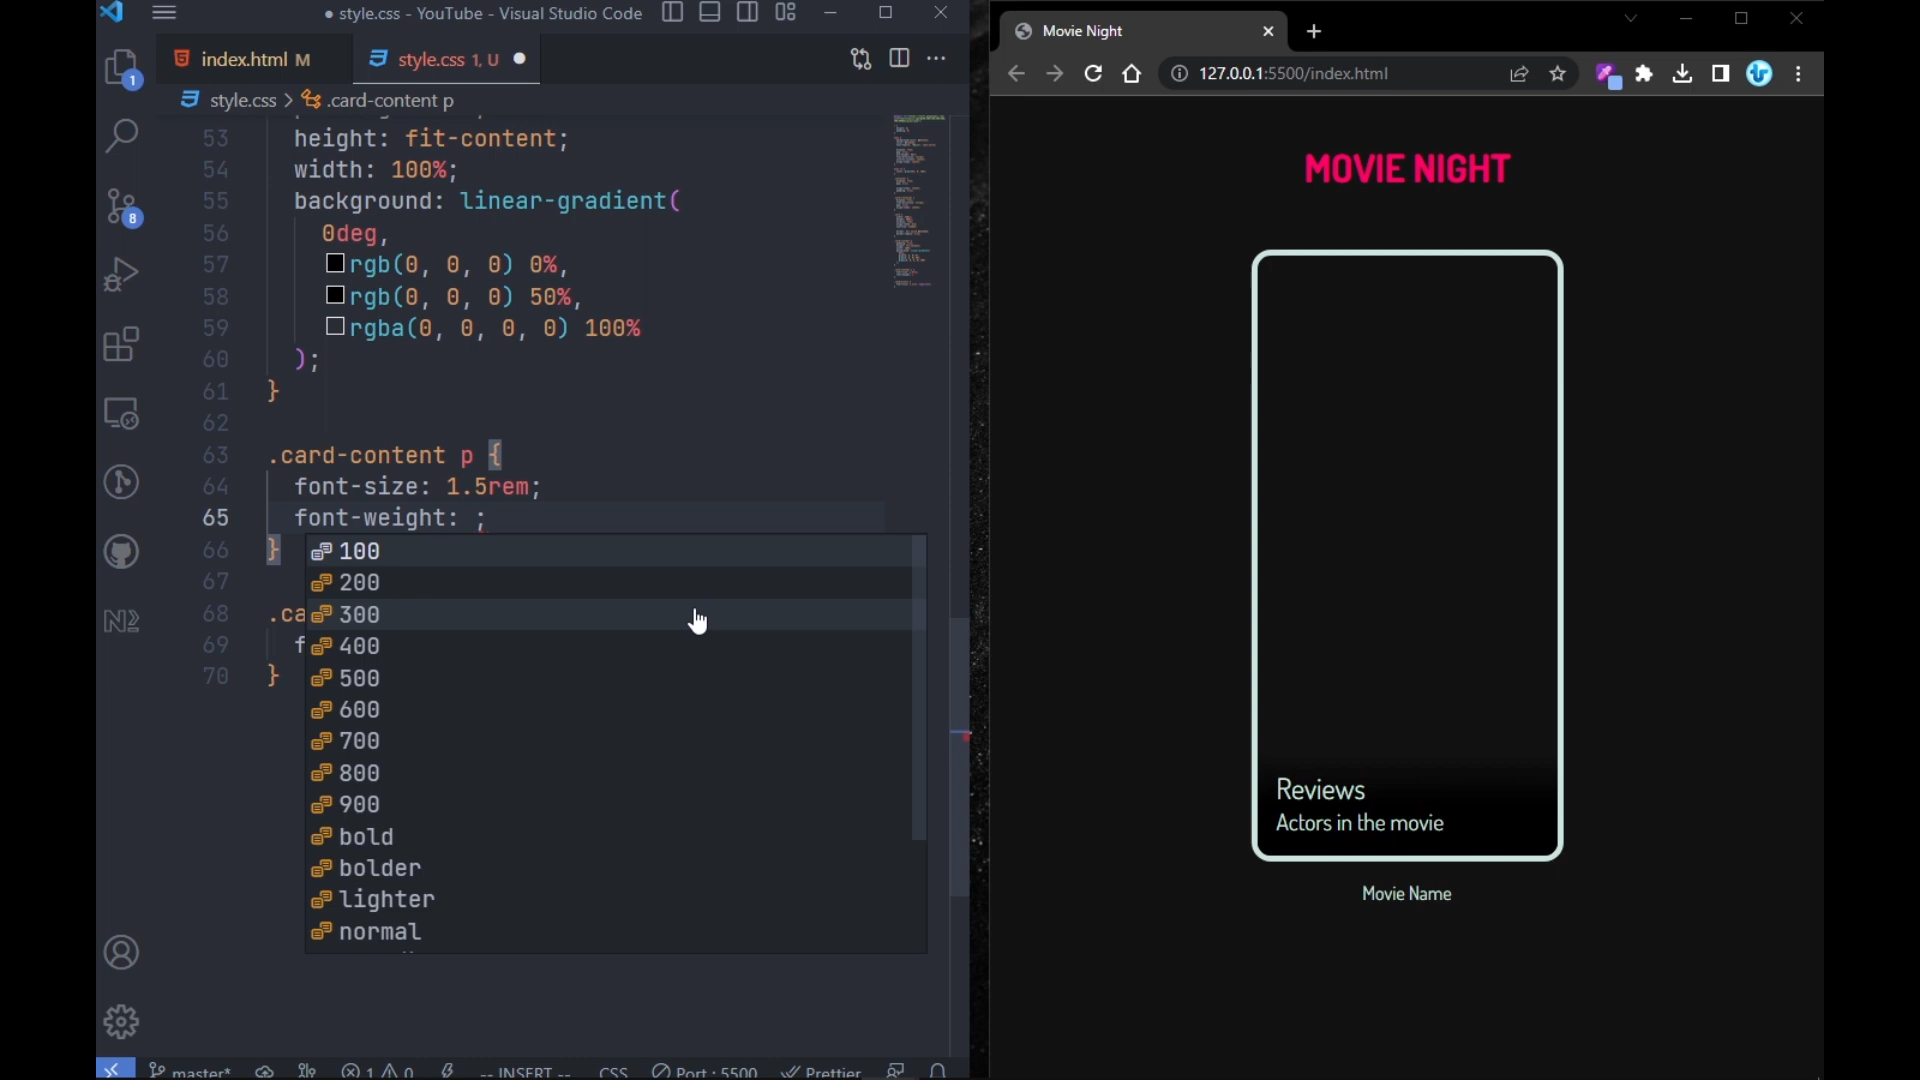 style.css - YouTube - Visual Studio Code
index.html M
style.css 1, U
style.css > .card-content p
53 height: fit-content;
54 width: 100%;
55 background: linear-gradient(
56 0deg,
57 rgb(0, 0, 0) 0%,
58 rgb(0, 0, 0) 50%,
59 rgba(0, 0, 0, 0) 100%
60 );
61 }
62
63 .card-content p {
64 font-size: 1.5rem;
65 font-weight: ;
66 }
67
68 .ca
69 f
70 }
100
200
300
400
500
600
700
800
900
bold
bolder
lighter
normal
1
8
master* 1 0 -- INSERT -- CSS Port : 5500 Prettier
Movie Night
127.0.0.1:5500/index.html
MOVIE NIGHT
Reviews
Actors in the movie
Movie Name